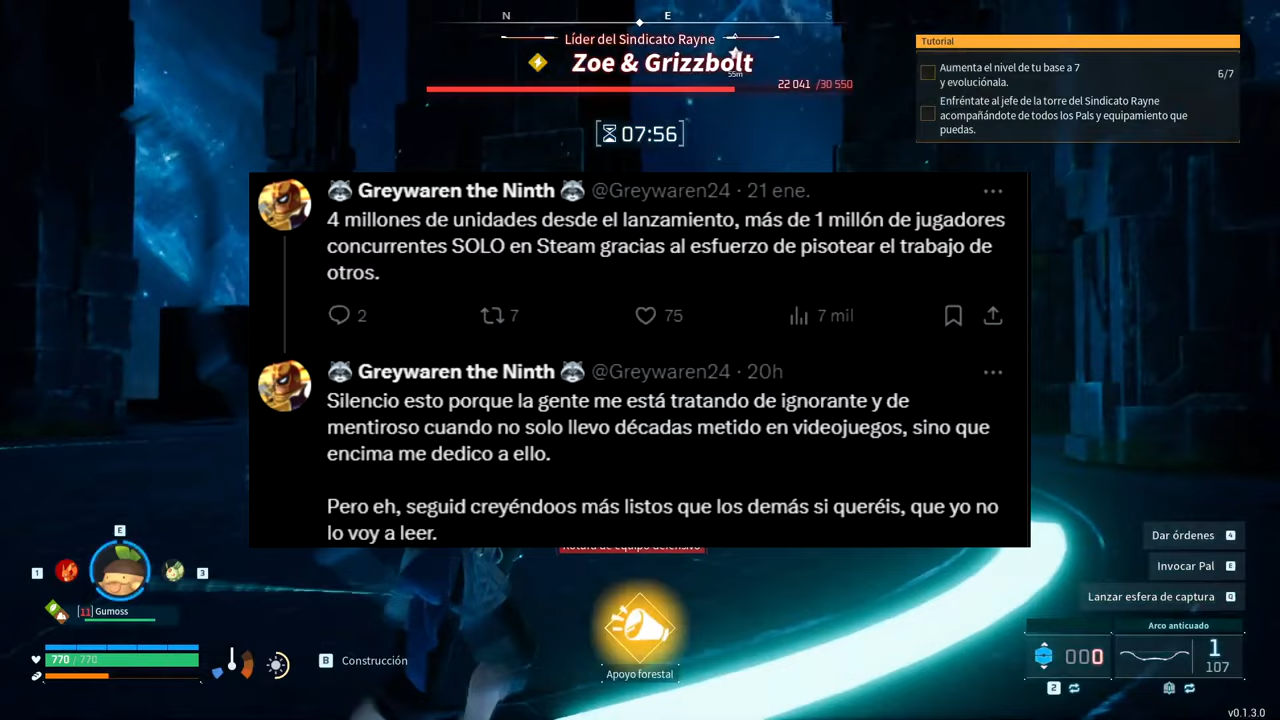 N E S
Líder del Sindicato Rayne
Zoe & Grizzbolt
55m
22 041 /30 550
07:56
Tutorial
Aumenta el nivel de tu base a 7
y evoluciónala.
6/7
Enfréntate al jefe de la torre del Sindicato Rayne
acompañándote de todos los Pals y equipamiento que
puedas.
Greywaren the Ninth @Greywaren24 · 21 ene.
4 millones de unidades desde el lanzamiento, más de 1 millón de jugadores
concurrentes SOLO en Steam gracias al esfuerzo de pisotear el trabajo de
otros.
2 7 75 7 mil
Greywaren the Ninth @Greywaren24 · 20h
Silencio esto porque la gente me está tratando de ignorante y de
mentiroso cuando no solo llevo décadas metido en videojuegos, sino que
encima me dedico a ello.
Pero eh, seguid creyéndoos más listos que los demás si queréis, que yo no
lo voy a leer.
Rotura de equipo defensivo
E
1
3
[11] Gumoss
770 / 770
B Construcción
Apoyo forestal
Dar órdenes 4
Invocar Pal E
Lanzar esfera de captura Q
Arco anticuado
000
1
107
2
v0.1.3.0